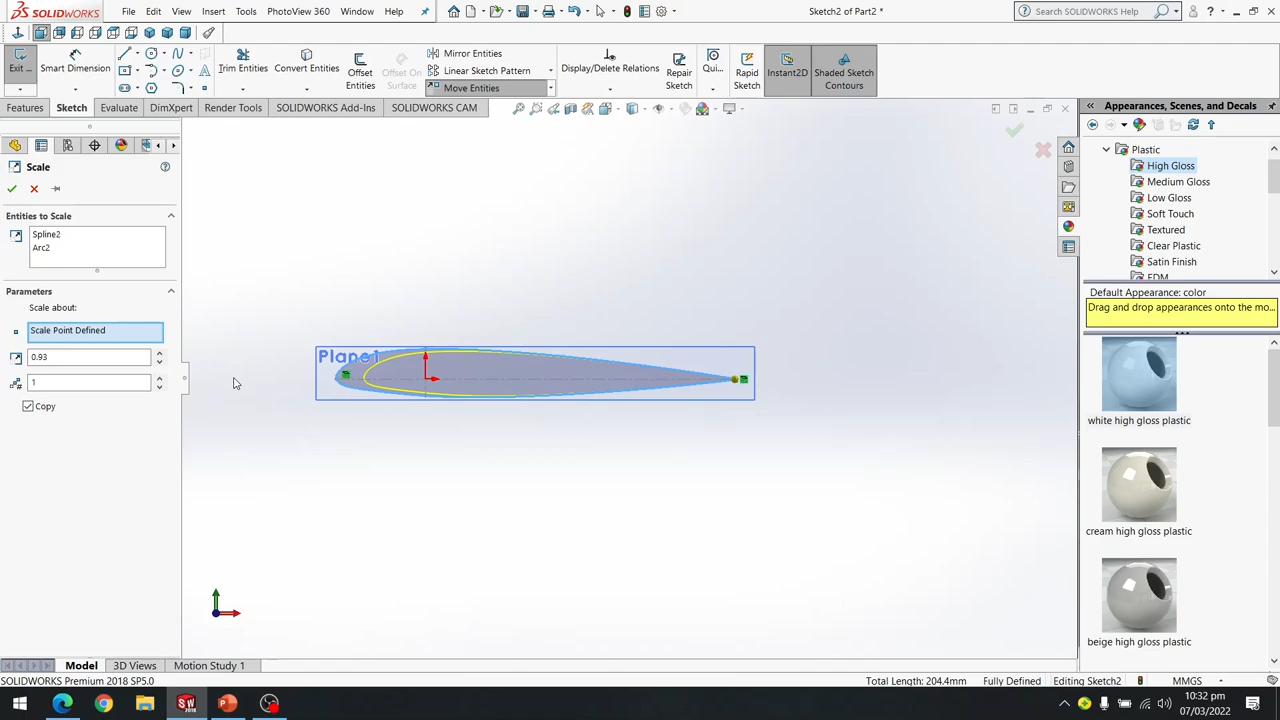 SOLIDWORKS
File Edit View Insert Tools PhotoView 360 Window Help
Sketch2 of Part2 *
Search SOLIDWORKS Help
Exit ...
Smart Dimension
Trim Entities
Convert Entities
Offset Entities
Offset On Surface
Mirror Entities
Linear Sketch Pattern
Move Entities
Display/Delete Relations
Repair Sketch
Qui...
Rapid Sketch
Instant2D
Shaded Sketch Contours
Features Sketch Evaluate DimXpert Render Tools SOLIDWORKS Add-Ins SOLIDWORKS CAM
Scale
Entities to Scale
Spline2
Arc2
Parameters
Scale about:
Scale Point Defined
0.93
1
Copy
Plane1
Appearances, Scenes, and Decals
Plastic
High Gloss
Medium Gloss
Low Gloss
Soft Touch
Textured
Clear Plastic
Satin Finish
EDM
Default Appearance: color
Drag and drop appearances onto the mo...
white high gloss plastic
cream high gloss plastic
beige high gloss plastic
Model 3D Views Motion Study 1
SOLIDWORKS Premium 2018 SP5.0
Total Length: 204.4mm Fully Defined Editing Sketch2 MMGS
10:32 pm
07/03/2022